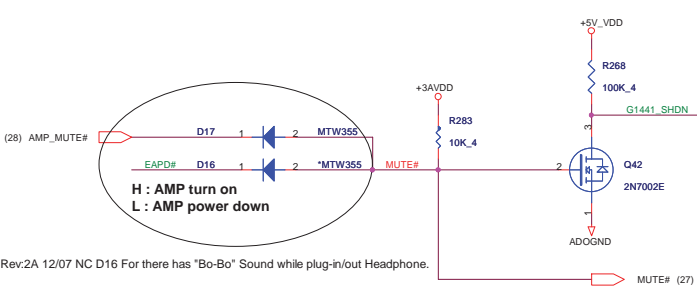 +5V_VDD
R268
100K_4
G1441_SHDN
+3AVDD
R283
10K_4
(28) AMP_MUTE#
D17
1
2
MTW355
EAPD#
D16
1
2
*MTW355
MUTE#
H : AMP turn on
L : AMP power down
3
2
1
Q42
2N7002E
ADOGND
Rev:2A 12/07 NC D16 For there has "Bo-Bo" Sound while plug-in/out Headphone.
MUTE# (27)